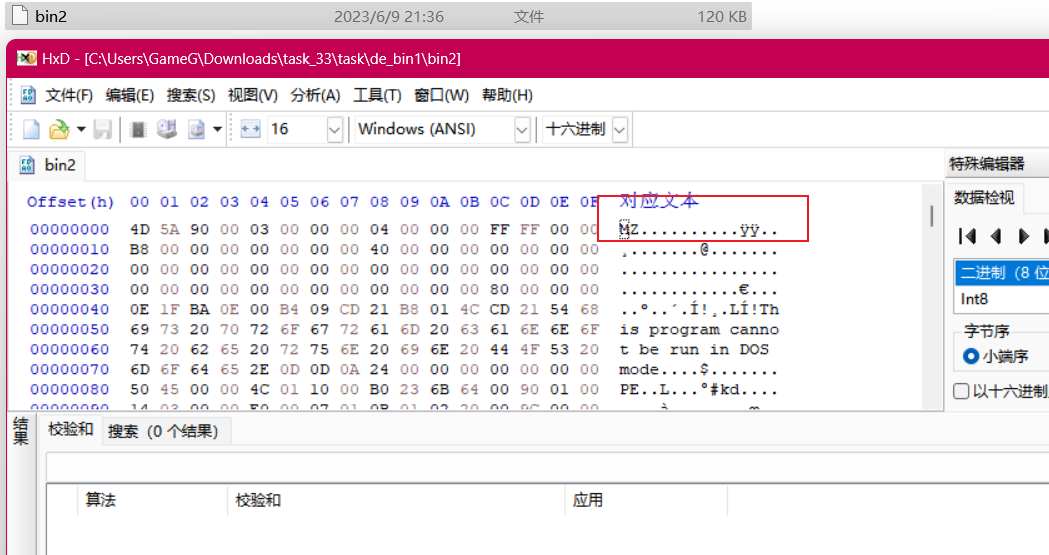 bin2 2023/6/9 21:36 文件 120 KB
HxD - [C:\Users\GameG\Downloads\task_33\task\de_bin1\bin2]
文件(F) 编辑(E) 搜索(S) 视图(V) 分析(A) 工具(T) 窗口(W) 帮助(H)
16 Windows (ANSI) 十六进制
bin2
特殊编辑器
数据检视
Offset(h) 00 01 02 03 04 05 06 07 08 09 0A 0B 0C 0D 0E 0F 对应文本
00000000 4D 5A 90 00 03 00 00 00 04 00 00 00 FF FF 00 00 MZ..........ÿÿ..
00000010 B8 00 00 00 00 00 00 00 40 00 00 00 00 00 00 00 ¸.......@.......
00000020 00 00 00 00 00 00 00 00 00 00 00 00 00 00 00 00 ................
00000030 00 00 00 00 00 00 00 00 00 00 00 00 80 00 00 00 ............€...
00000040 0E 1F BA 0E 00 B4 09 CD 21 B8 01 4C CD 21 54 68 ..º..´.Í!¸.LÍ!Th
00000050 69 73 20 70 72 6F 67 72 61 6D 20 63 61 6E 6E 6F is program canno
00000060 74 20 62 65 20 72 75 6E 20 69 6E 20 44 4F 53 20 t be run in DOS
00000070 6D 6F 64 65 2E 0D 0D 0A 24 00 00 00 00 00 00 00 mode....$.......
00000080 50 45 00 00 4C 01 10 00 B0 23 6B 64 00 90 01 00 PE..L...°#kd....
二进制 (8 位
Int8
字节序
小端序
以十六进制
结果
校验和 搜索 (0 个结果)
算法 校验和 应用